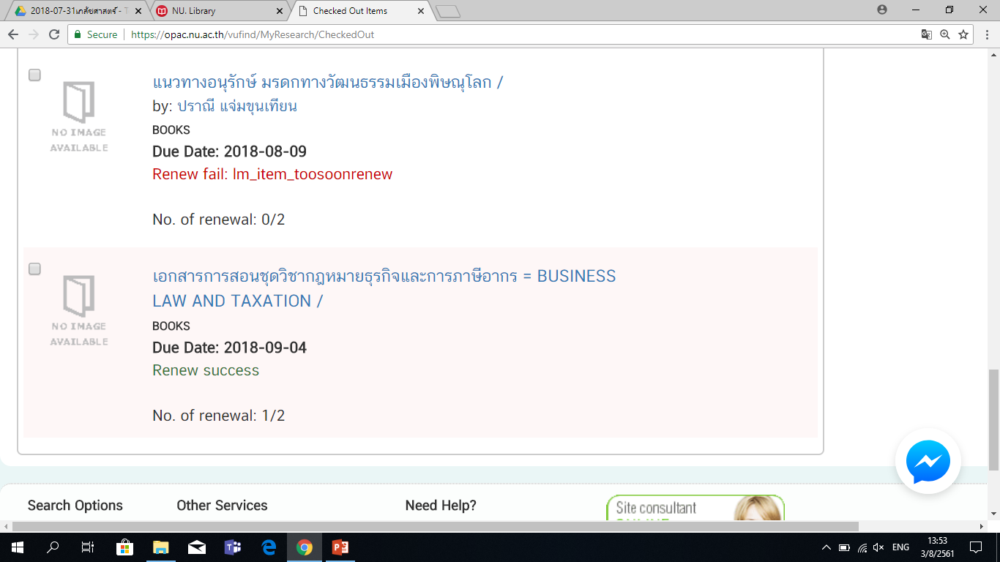 2018-07-31เภสัชศาสตร์ - T
NU. Library
Checked Out Items
Secure
https://opac.nu.ac.th/vufind/MyResearch/CheckedOut
NO IMAGE
AVAILABLE
แนวทางอนุรักษ์ มรดกทางวัฒนธรรมเมืองพิษณุโลก /
by: ปราณี แจ่มขุนเทียน
BOOKS
Due Date: 2018-08-09
Renew fail: lm_item_toosoonrenew
No. of renewal: 0/2
NO IMAGE
AVAILABLE
เอกสารการสอนชุดวิชากฎหมายธุรกิจและการภาษีอากร = BUSINESS
LAW AND TAXATION /
BOOKS
Due Date: 2018-09-04
Renew success
No. of renewal: 1/2
Search Options
Other Services
Need Help?
Site consultant
ENG
13:53
3/8/2561